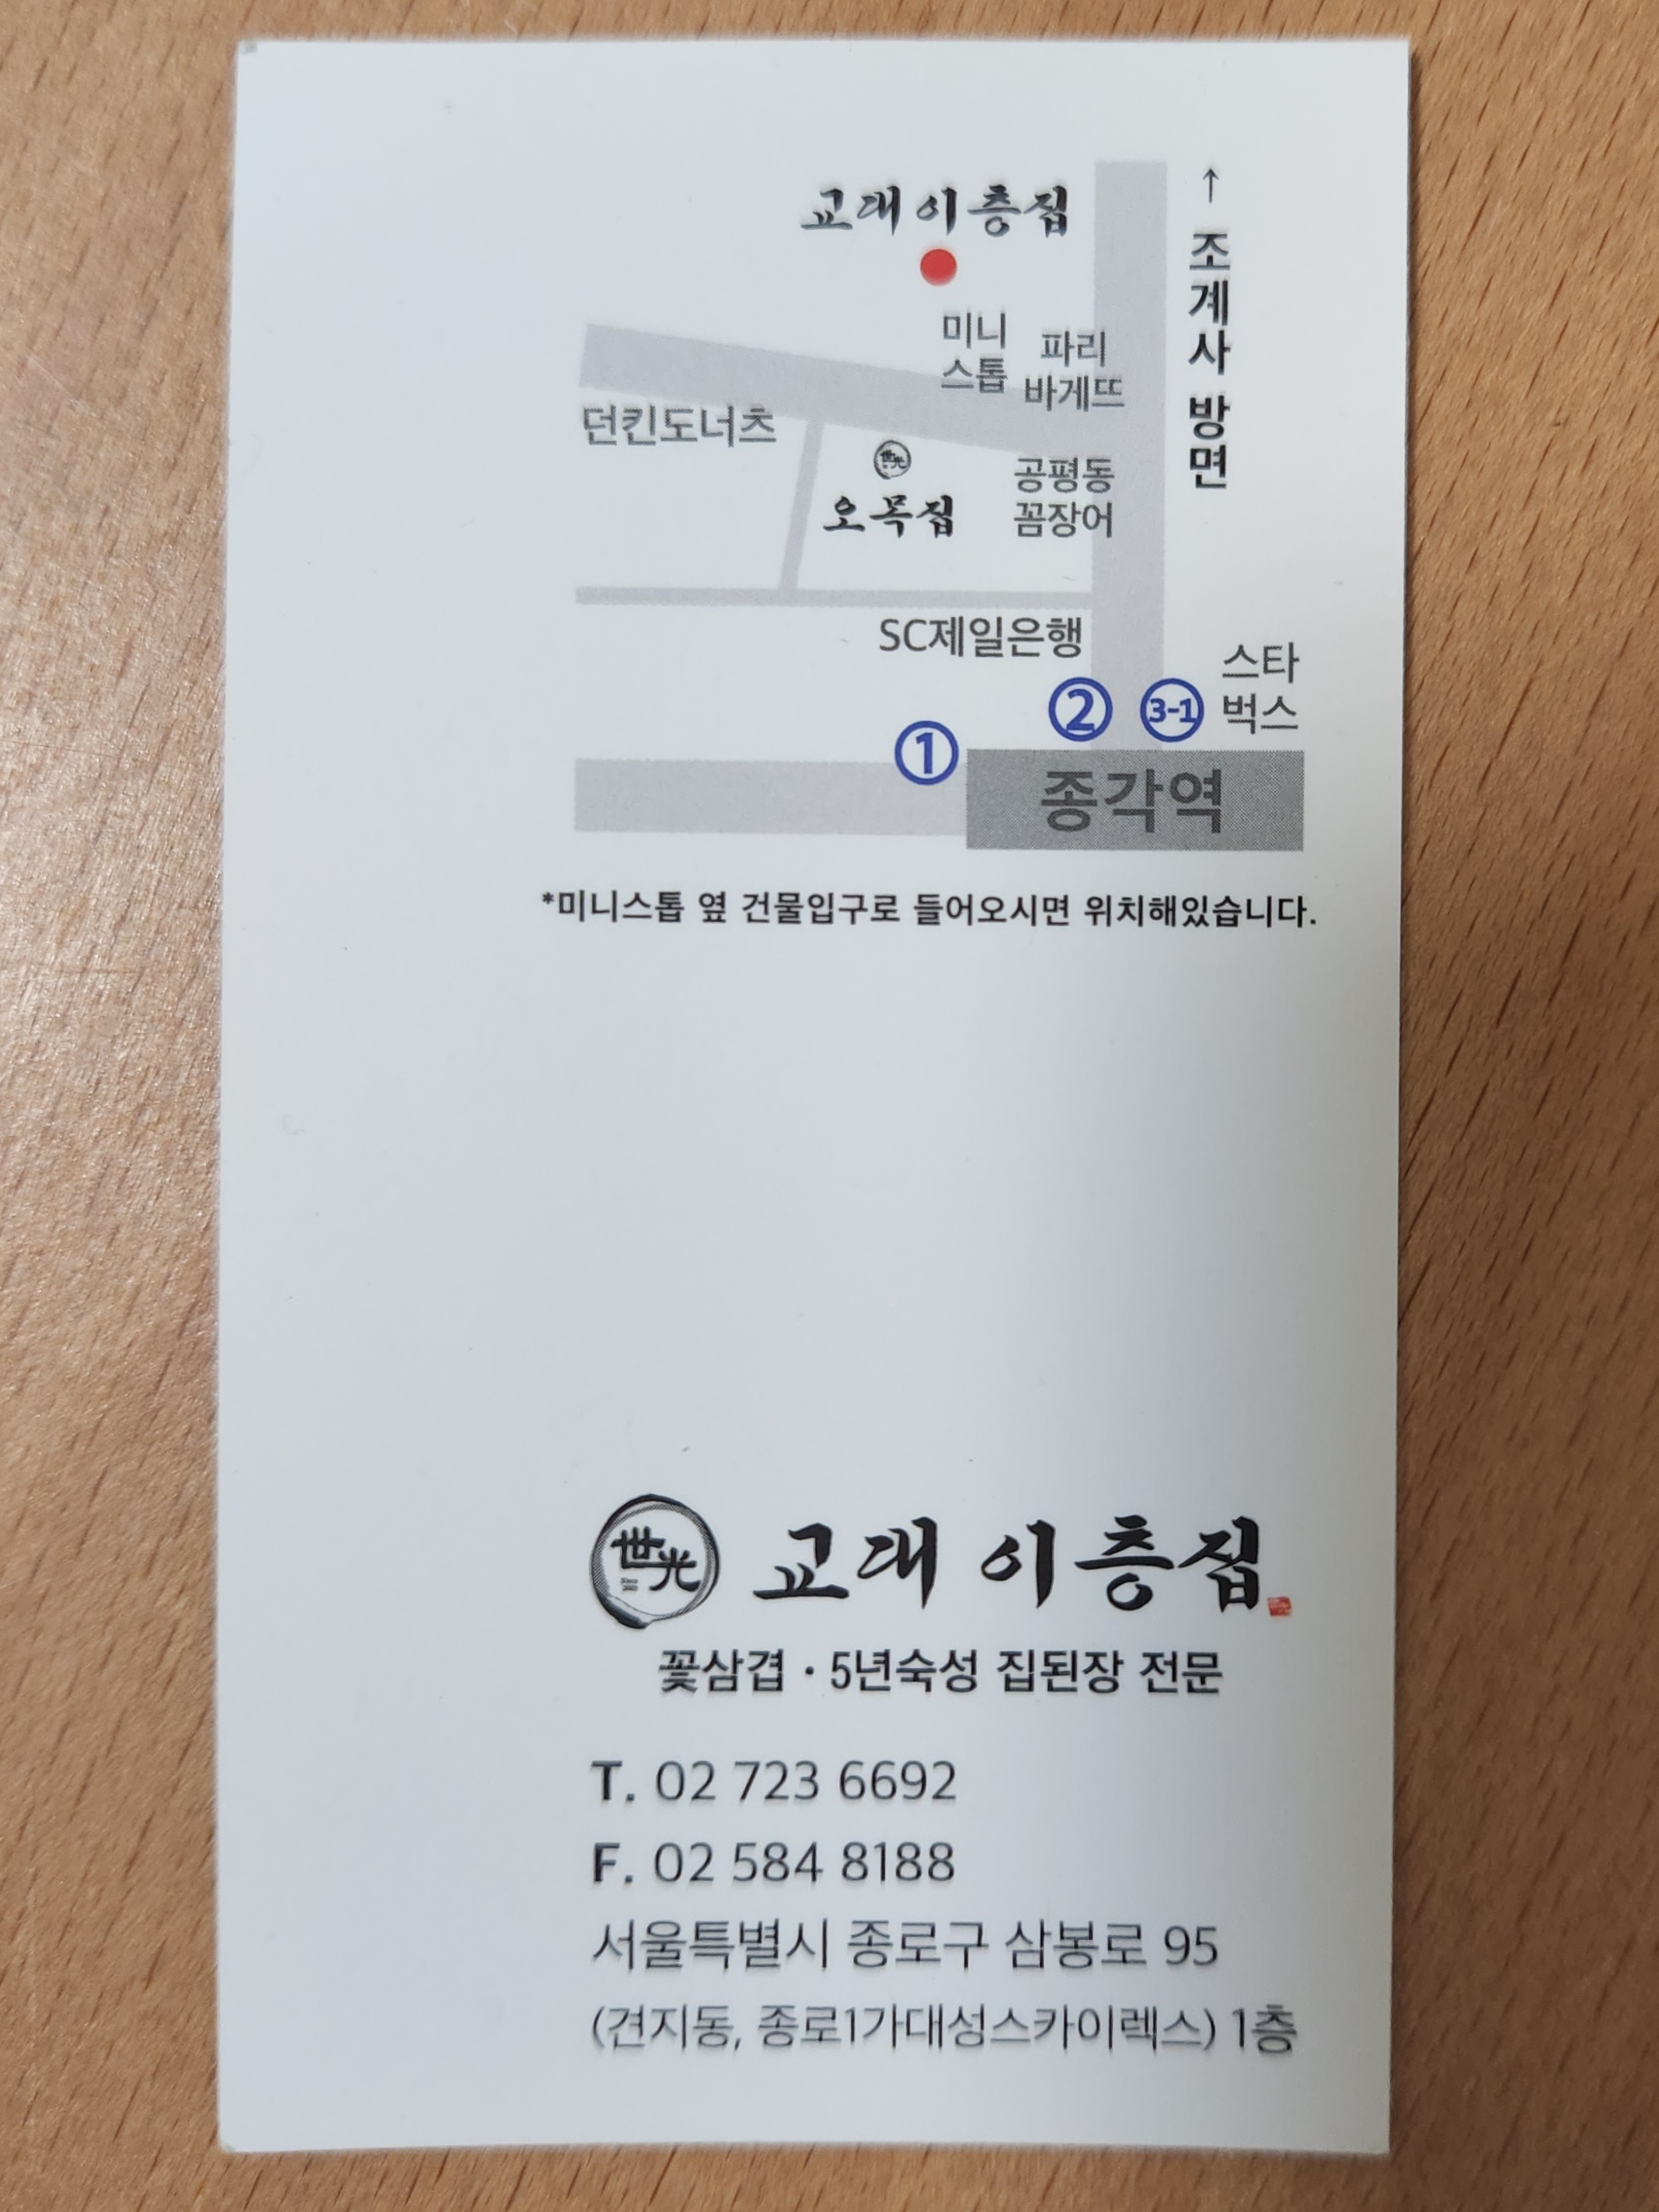 교대이층집
↑ 조계사 방면
미니
스톱
파리
바게뜨
던킨도너츠
世光
오목집
공평동
꼼장어
SC제일은행
스타
벅스
① ② 3-1
종각역
*미니스톱 옆 건물입구로 들어오시면 위치해있습니다.
世光 교대 이층집
꽃삼겹 · 5년숙성 집된장 전문
T. 02 723 6692
F. 02 584 8188
서울특별시 종로구 삼봉로 95
(견지동, 종로1가대성스카이렉스) 1층